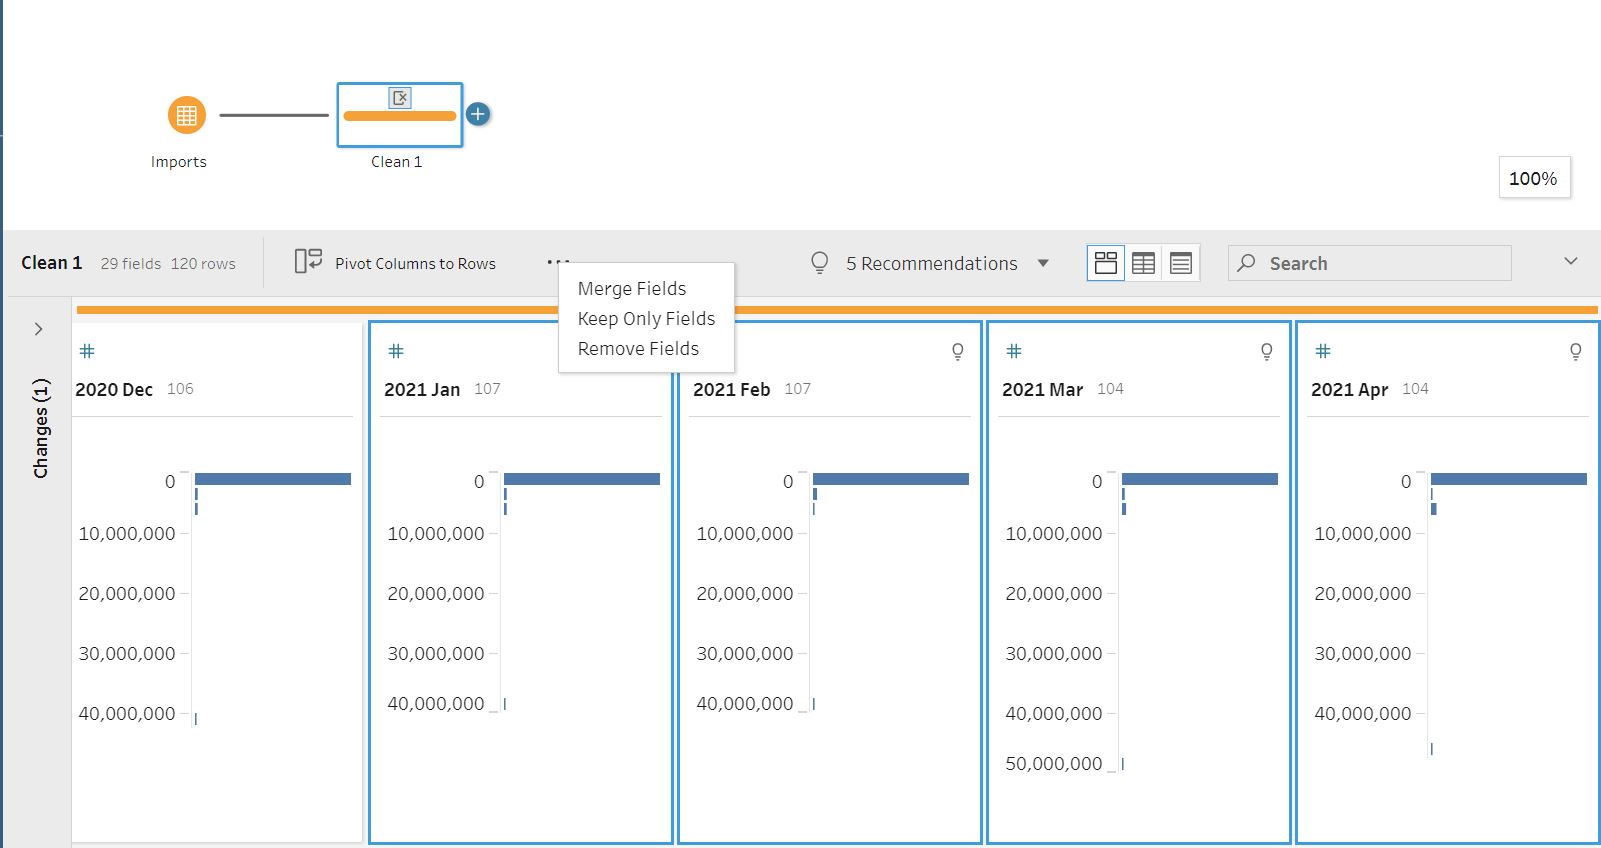 Imports
Clean 1
100%
Clean 1 29 fields 120 rows
Pivot Columns to Rows
...
5 Recommendations
Search
Merge Fields
Keep Only Fields
Remove Fields
Changes (1)
#
2020 Dec 106
0
10,000,000
20,000,000
30,000,000
40,000,000
#
2021 Jan 107
0
10,000,000
20,000,000
30,000,000
40,000,000
2021 Feb 107
0
10,000,000
20,000,000
30,000,000
40,000,000
#
2021 Mar 104
0
10,000,000
20,000,000
30,000,000
40,000,000
50,000,000
#
2021 Apr 104
0
10,000,000
20,000,000
30,000,000
40,000,000